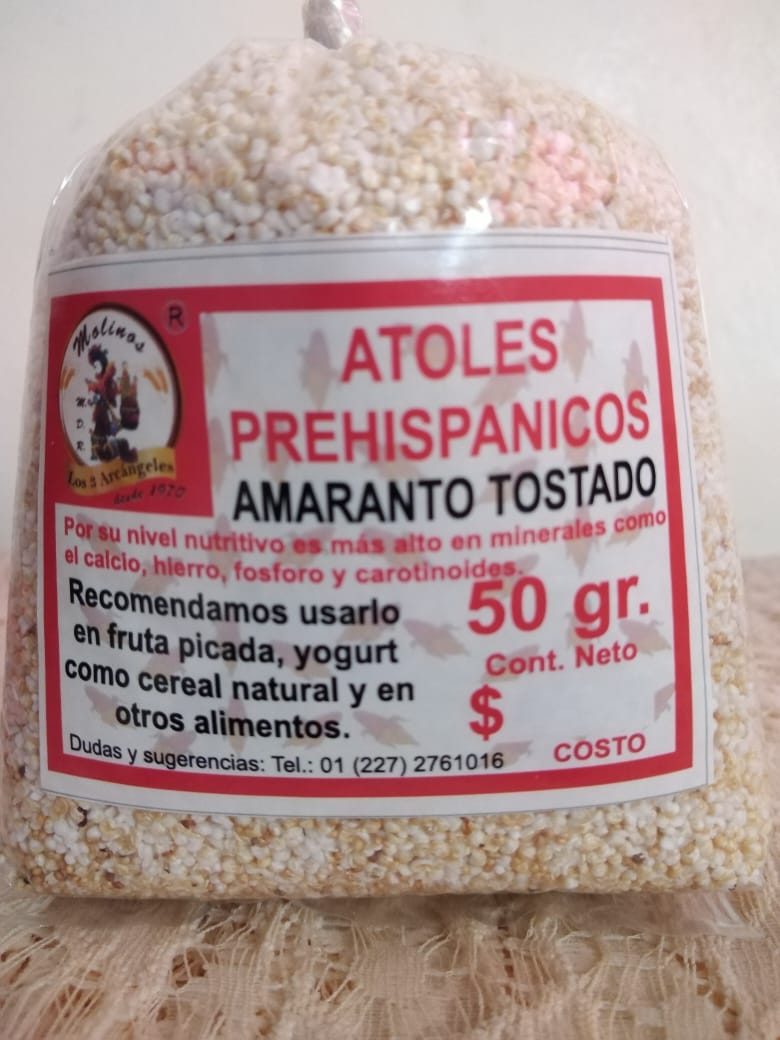 Molinos
®
M.
D.
R.
Los 3 Arcángeles
desde 1970
ATOLES
PREHISPANICOS
AMARANTO TOSTADO
Por su nivel nutritivo es más alto en minerales como
el calcio, hierro, fosforo y carotinoides.
Recomendamos usarlo
en fruta picada, yogurt
como cereal natural y en
otros alimentos.
50 gr.
Cont. Neto
$
COSTO
Dudas y sugerencias: Tel.: 01 (227) 2761016